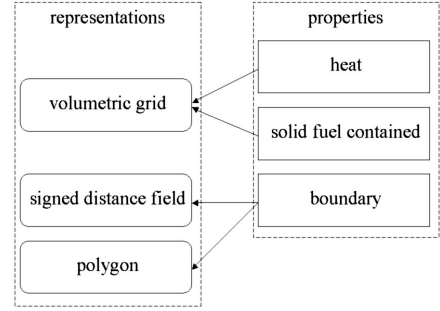 representations
properties
heat
volumetric grid
solid fuel contained
signed distance field
boundary
polygon